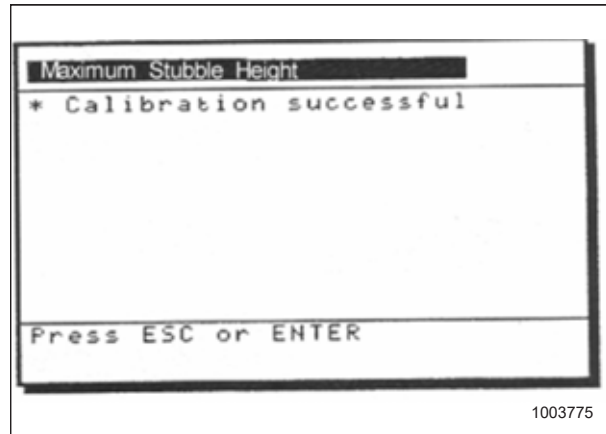 Maximum Stubble Height
* Calibration successful
Press ESC or ENTER
1003775